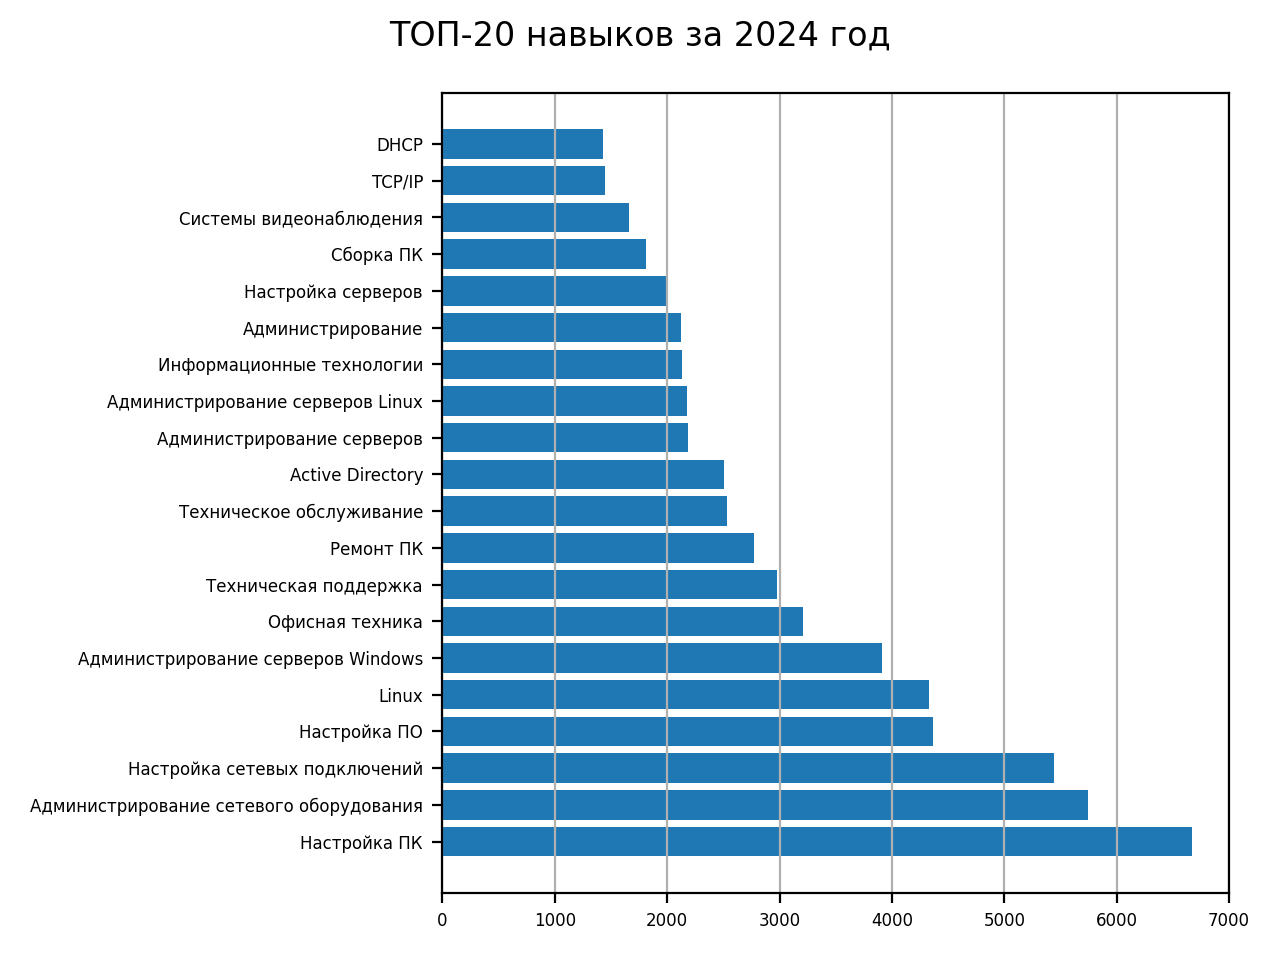 ТОП-20 навыков за 2024 год
DHCP
TCP/IP
Системы видеонаблюдения
Сборка ПК
Настройка серверов
Администрирование
Информационные технологии
Администрирование серверов Linux
Администрирование серверов
Active Directory
Техническое обслуживание
Ремонт ПК
Техническая поддержка
Офисная техника
Администрирование серверов Windows
Linux
Настройка ПО
Настройка сетевых подключений
Администрирование сетевого оборудования
Настройка ПК
0 1000 2000 3000 4000 5000 6000 7000